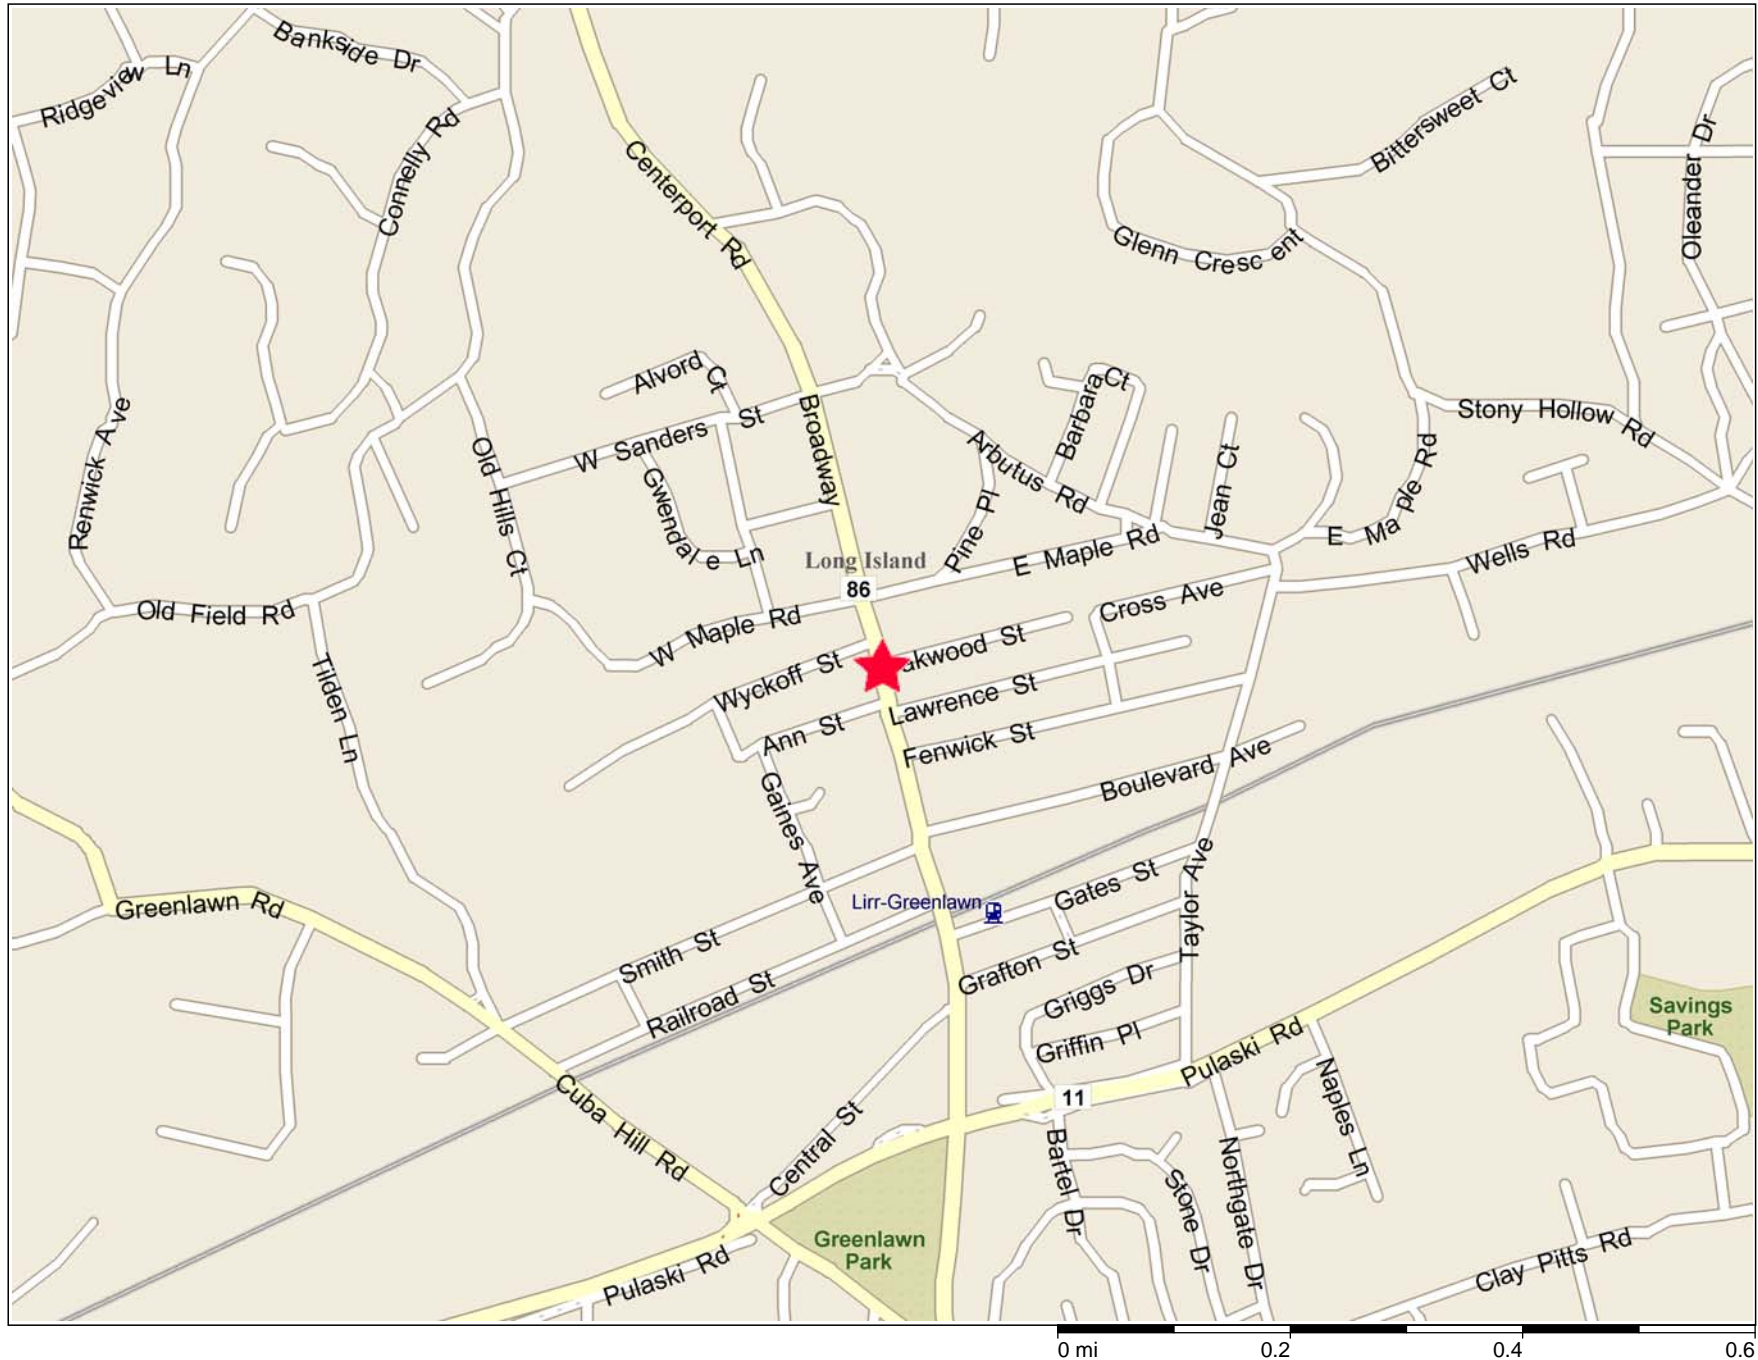 Bankside Dr
Ridgeview Ln
Connelly Rd
Centerport Rd
Bittersweet Ct
Oleander Dr
Glenn Crescent
Alvord Ct
Barbara Ct
Renwick Ave
W Sanders St
Broadway
Stony Hollow Rd
Old Hills Ct
Gwendale Ln
Arbutus Rd
Pine Pl
Jean Ct
E Maple Rd
E Maple Rd
Wells Rd
Long Island
86
Old Field Rd
W Maple Rd
Cross Ave
Wyckoff St
akwood St
Tilden Ln
Lawrence St
Ann St
Fenwick St
Boulevard Ave
Gaines Ave
Greenlawn Rd
Lirr-Greenlawn
Gates St
Taylor Ave
Smith St
Grafton St
Railroad St
Griggs Dr
Griffin Pl
Savings
Park
Pulaski Rd
11
Cuba Hill Rd
Central St
Naples Ln
Bartel Dr
Stone Dr
Northgate Dr
Greenlawn
Park
Pulaski Rd
Clay Pitts Rd
0 mi 0.2 0.4 0.6